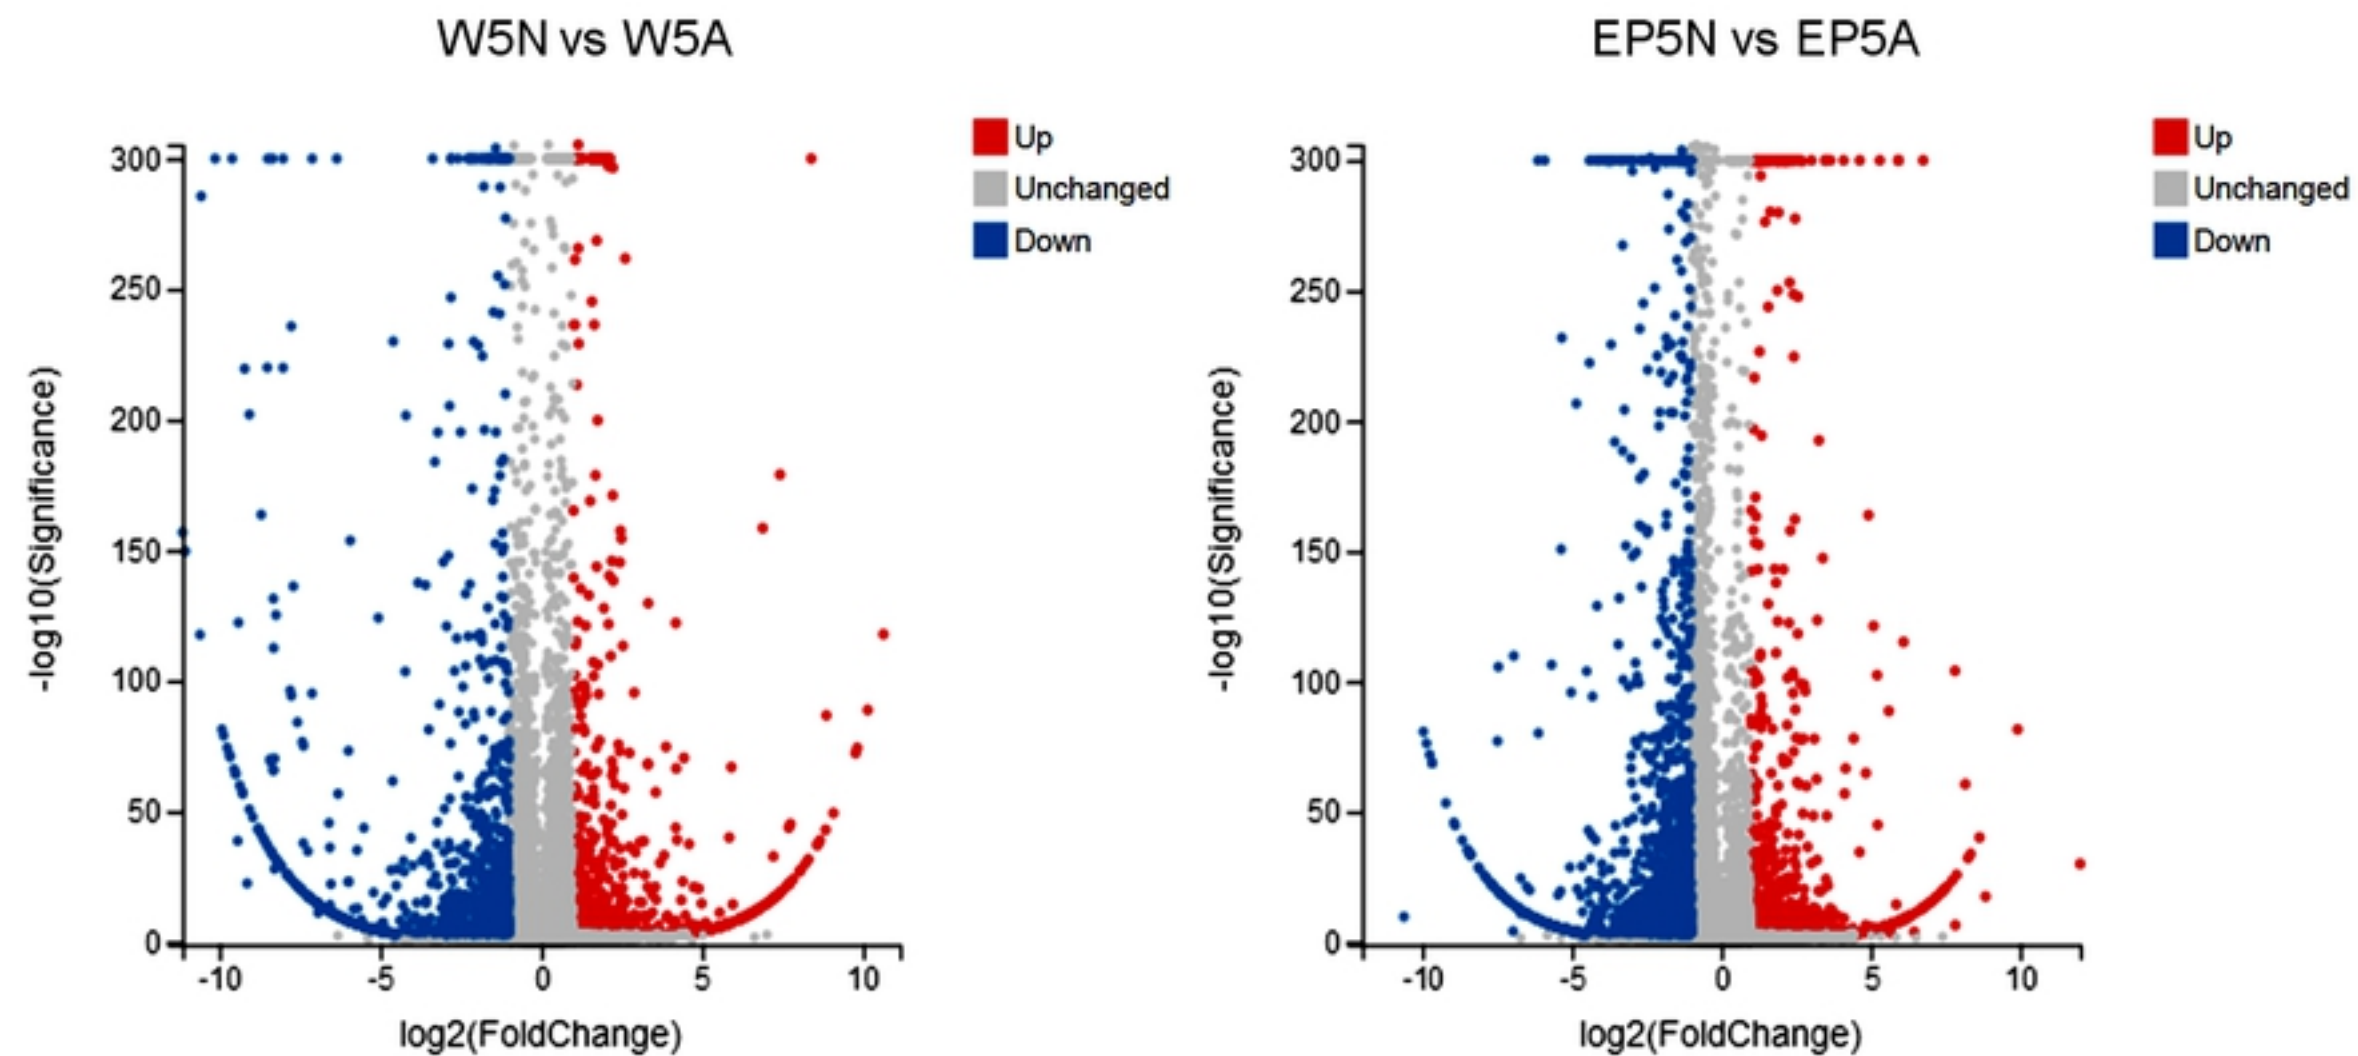 W5N vs W5A
Up
Unchanged
Down
-log10(Significance)
300
250
200
150
100
50
0
-10 -5 0 5 10
log2(FoldChange)
EP5N vs EP5A
Up
Unchanged
Down
-log10(Significance)
300
250
200
150
100
50
0
-10 -5 0 5 10
log2(FoldChange)